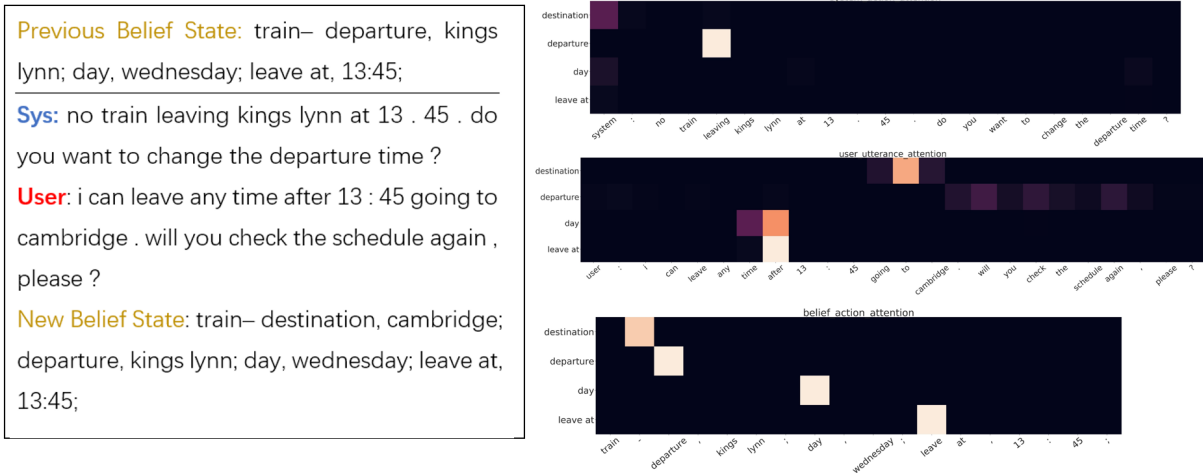 Previous Belief State: train– departure, kings
lynn; day, wednesday; leave at, 13:45;
Sys: no train leaving kings lynn at 13 . 45 . do
you want to change the departure time ?
User: i can leave any time after 13 : 45 going to
cambridge . will you check the schedule again ,
please ?
New Belief State: train– destination, cambridge;
departure, kings lynn; day, wednesday; leave at,
13:45;
destination
departure
day
leave at
system : no train leaving kings lynn at 13 . 45 . do you want to change the departure time ?
user utterance attention
destination
departure
day
leave at
user : i can leave any time after 13 : 45 going to cambridge . will you check the schedule again , please ?
belief action attention
destination
departure
day
leave at
train - departure , kings lynn ; day , wednesday ; leave at , 13 : 45 ;